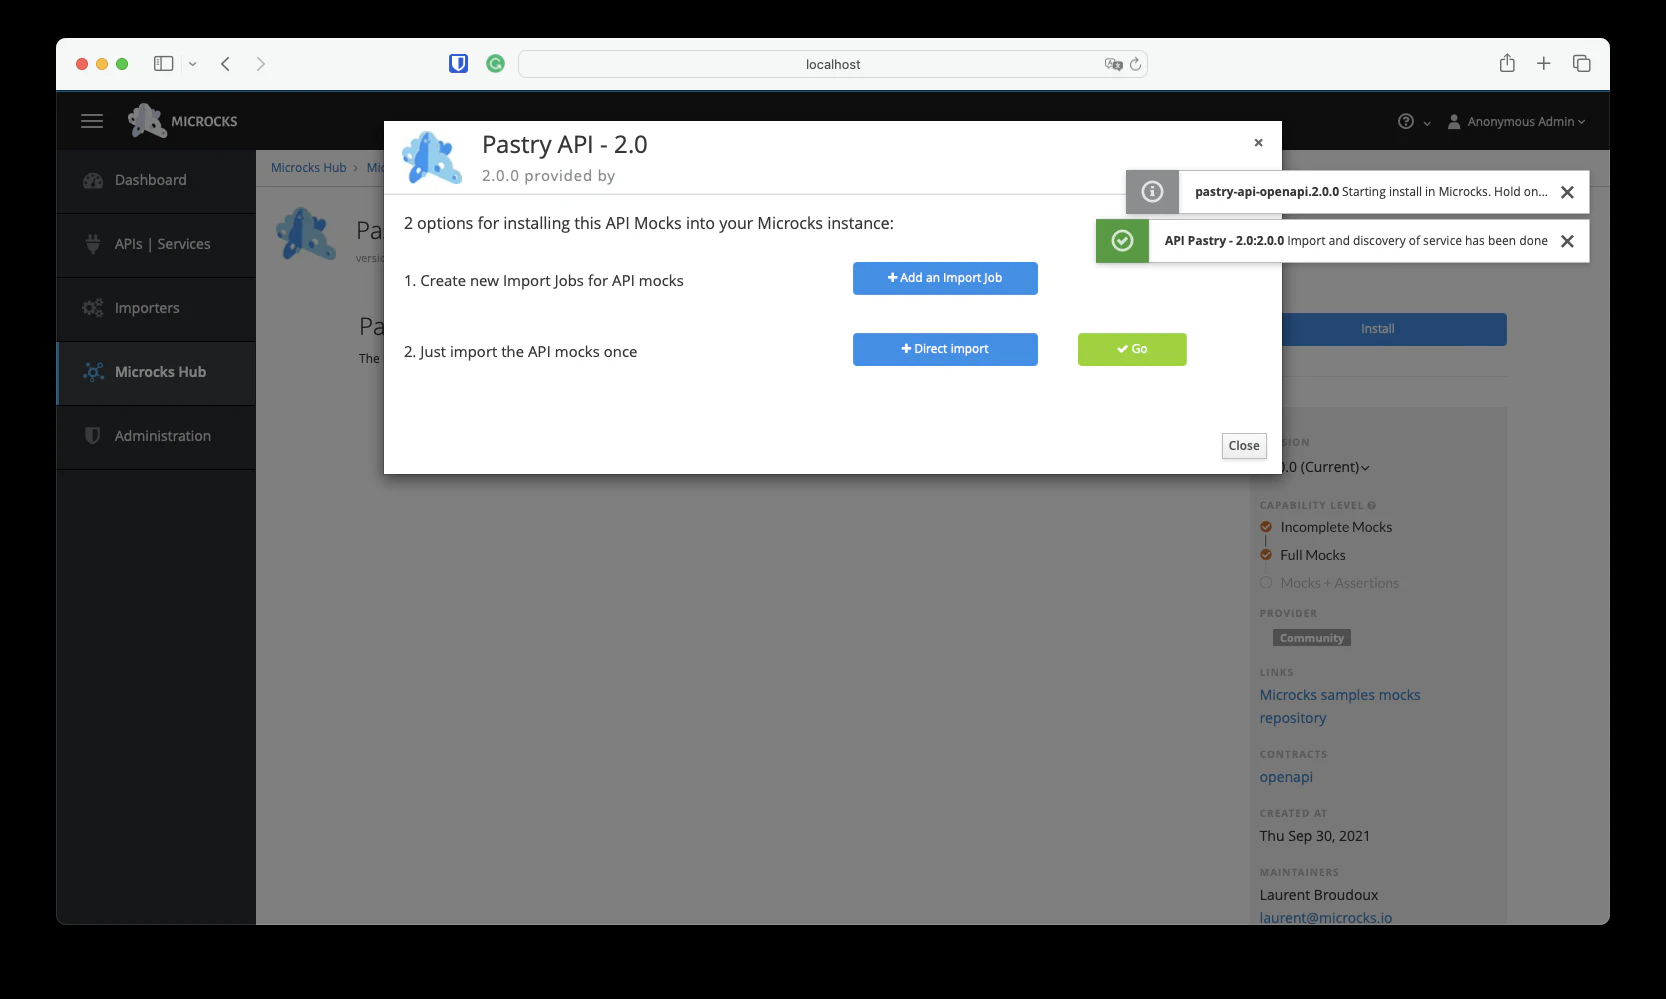 localhost
MICROCKS
Anonymous Admin
Dashboard
APIs | Services
Importers
Microcks Hub
Administration
Microcks Hub › Mic
Pa
versio
Pa
The
Pastry API - 2.0
2.0.0 provided by
2 options for installing this API Mocks into your Microcks instance:
1. Create new Import Jobs for API mocks
Add an Import Job
2. Just import the API mocks once
Direct import
Go
Close
pastry-api-openapi.2.0.0 Starting install in Microcks. Hold on...
API Pastry - 2.0:2.0.0 Import and discovery of service has been done
Install
SION
.0 (Current)
CAPABILITY LEVEL
Incomplete Mocks
Full Mocks
Mocks + Assertions
PROVIDER
Community
LINKS
Microcks samples mocks
repository
CONTRACTS
openapi
CREATED AT
Thu Sep 30, 2021
MAINTAINERS
Laurent Broudoux
laurent@microcks.io